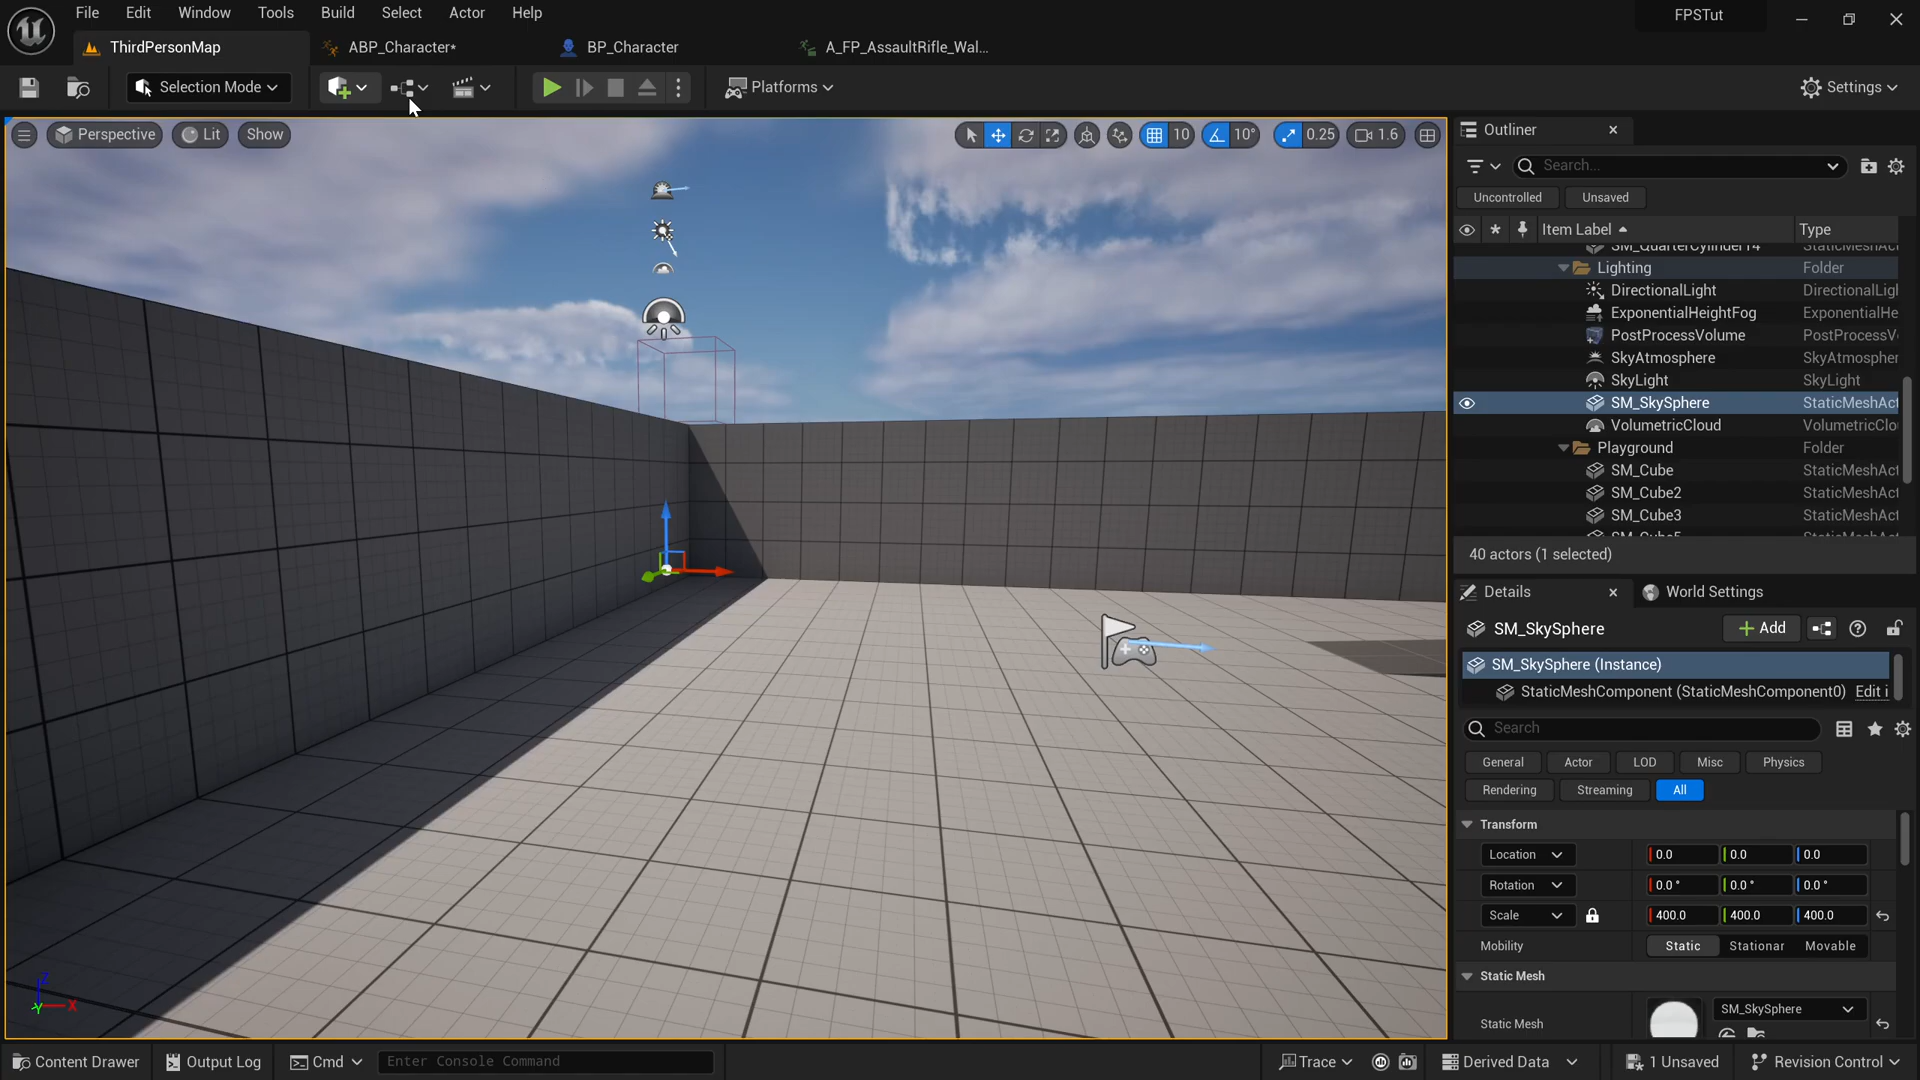 File Edit Window Tools Build Select Actor Help
FPSTut
ThirdPersonMap
ABP_Character*
BP_Character
A_FP_AssaultRifle_Wal...
Selection Mode
Platforms
Settings
Perspective
Lit
Show
10
10°
0.25
1.6
Outliner
Search...
Uncontrolled
Unsaved
Item Label
Type
SM_QuarterCylinder14
Lighting Folder
DirectionalLight DirectionalLigl
ExponentialHeightFog ExponentialHe
PostProcessVolume PostProcessV
SkyAtmosphere SkyAtmospher
SkyLight SkyLight
SM_SkySphere StaticMeshAct
VolumetricCloud VolumetricClo
Playground Folder
SM_Cube StaticMeshAct
SM_Cube2 StaticMeshAct
SM_Cube3 StaticMeshAct
40 actors (1 selected)
Details
World Settings
SM_SkySphere
Add
SM_SkySphere (Instance)
StaticMeshComponent (StaticMeshComponent0) Edit i
Search
General Actor LOD Misc Physics
Rendering Streaming All
Transform
Location 0.0 0.0 0.0
Rotation 0.0 ° 0.0 ° 0.0 °
Scale 400.0 400.0 400.0
Mobility Static Stationar Movable
Static Mesh
SM_SkySphere
Static Mesh
Z
Y
X
Content Drawer
Output Log
Cmd
Enter Console Command
Trace
Derived Data
1 Unsaved
Revision Control